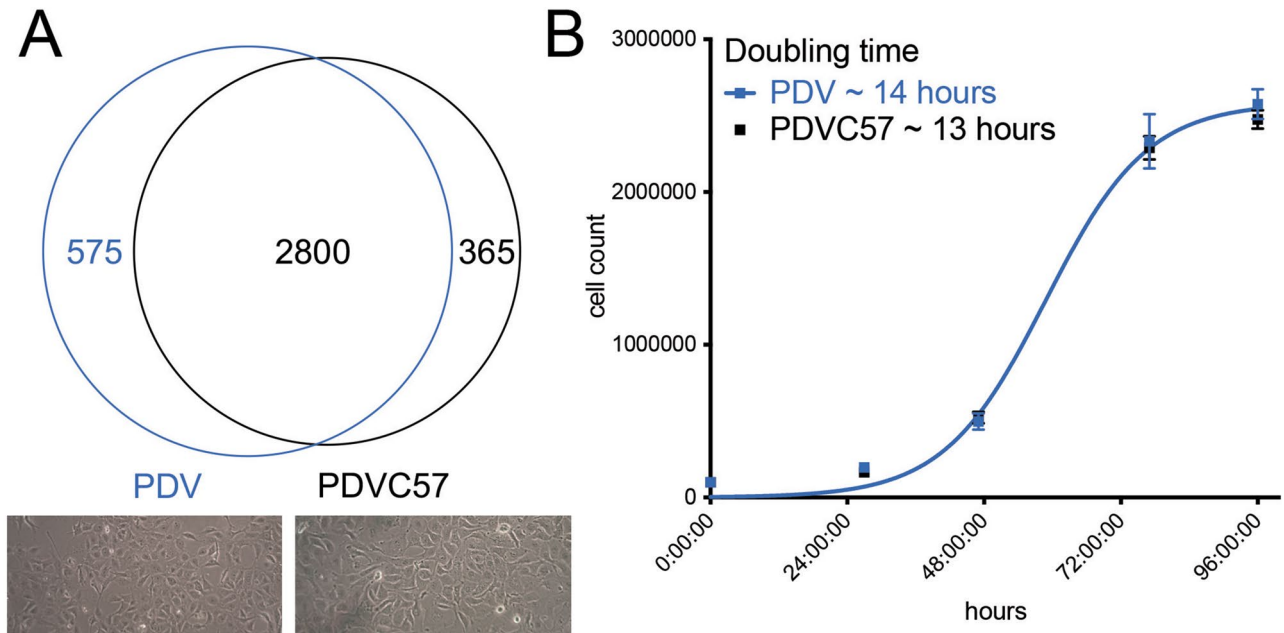 A
575
2800
365
PDV
PDVC57
B
Doubling time
PDV ~ 14 hours
PDVC57 ~ 13 hours
cell count
3000000
2000000
1000000
0
0:00:00
24:00:00
48:00:00
72:00:00
96:00:00
hours